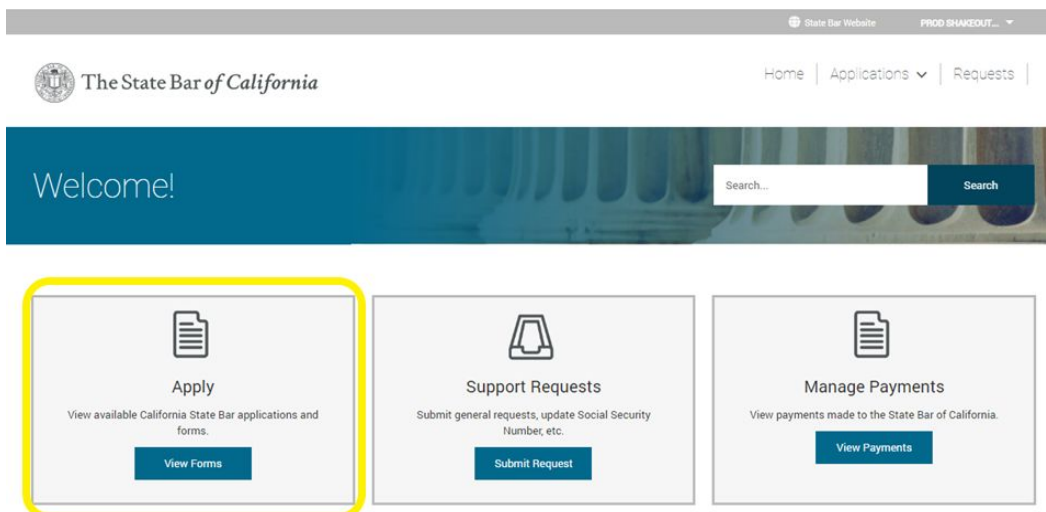 State Bar Website PROD SHAKEOUT...
The State Bar of California
Home Applications Requests
Welcome!
Search... Search
Apply
View available California State Bar applications and
forms.
View Forms
Support Requests
Submit general requests, update Social Security
Number, etc.
Submit Request
Manage Payments
View payments made to the State Bar of California.
View Payments